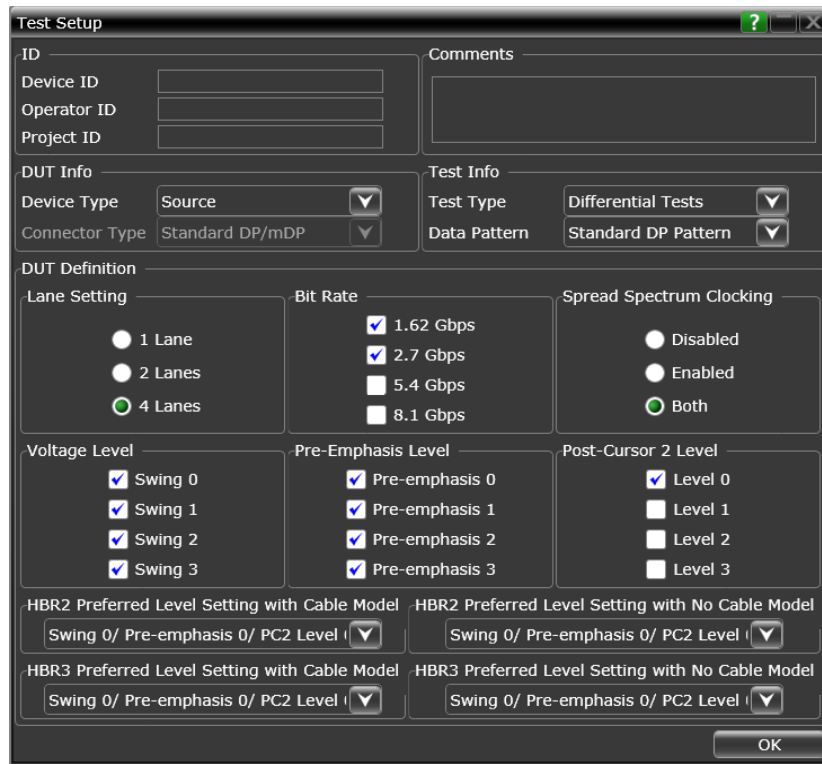 Test Setup
?
ID
Device ID
Operator ID
Project ID
Comments
DUT Info
Device Type Source
Connector Type Standard DP/mDP
Test Info
Test Type Differential Tests
Data Pattern Standard DP Pattern
DUT Definition
Lane Setting
1 Lane
2 Lanes
4 Lanes
Bit Rate
1.62 Gbps
2.7 Gbps
5.4 Gbps
8.1 Gbps
Spread Spectrum Clocking
Disabled
Enabled
Both
Voltage Level
Swing 0
Swing 1
Swing 2
Swing 3
Pre-Emphasis Level
Pre-emphasis 0
Pre-emphasis 1
Pre-emphasis 2
Pre-emphasis 3
Post-Cursor 2 Level
Level 0
Level 1
Level 2
Level 3
HBR2 Preferred Level Setting with Cable Model
Swing 0/ Pre-emphasis 0/ PC2 Level
HBR2 Preferred Level Setting with No Cable Model
Swing 0/ Pre-emphasis 0/ PC2 Level
HBR3 Preferred Level Setting with Cable Model
Swing 0/ Pre-emphasis 0/ PC2 Level
HBR3 Preferred Level Setting with No Cable Model
Swing 0/ Pre-emphasis 0/ PC2 Level
OK